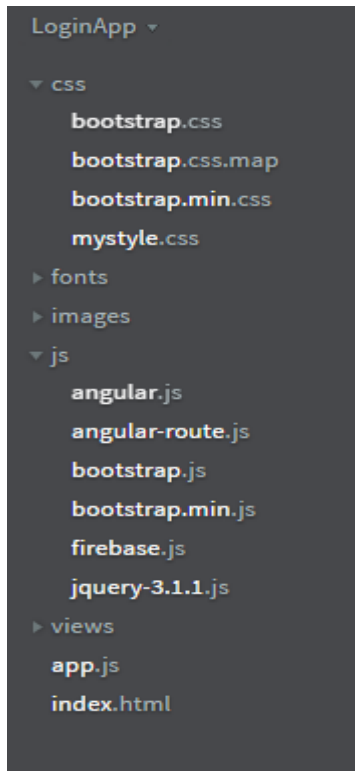 LoginApp
css
bootstrap.css
bootstrap.css.map
bootstrap.min.css
mystyle.css
fonts
images
js
angular.js
angular-route.js
bootstrap.js
bootstrap.min.js
firebase.js
jquery-3.1.1.js
views
app.js
index.html